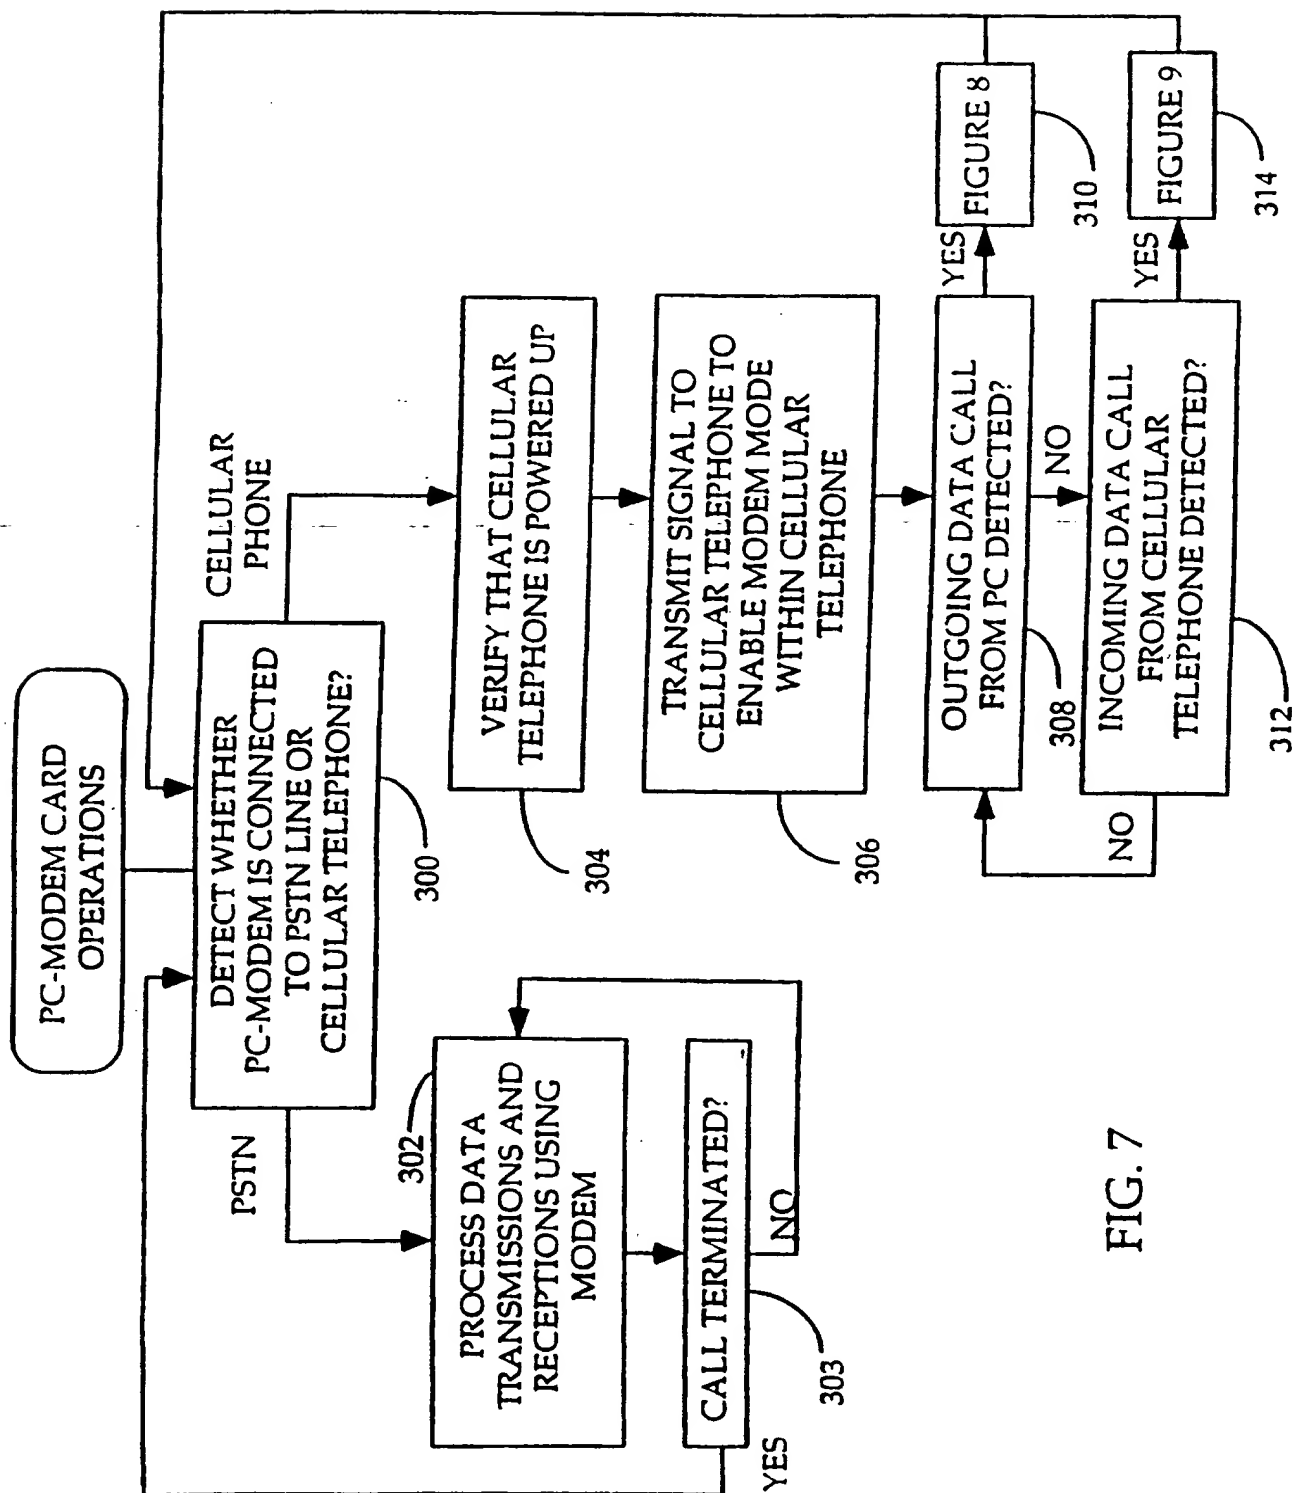 PC-MODEM CARD
OPERATIONS
DETECT WHETHER
PC-MODEM IS CONNECTED
TO PSTN LINE OR
CELLULAR TELEPHONE?
300
PSTN
CELLULAR
PHONE
302
PROCESS DATA
TRANSMISSIONS AND
RECEPTIONS USING
MODEM
CALL TERMINATED?
303
YES
NO
VERIFY THAT CELLULAR
TELEPHONE IS POWERED UP
304
TRANSMIT SIGNAL TO
CELLULAR TELEPHONE TO
ENABLE MODEM MODE
WITHIN CELLULAR
TELEPHONE
306
OUTGOING DATA CALL
FROM PC DETECTED?
308
YES
FIGURE 8
310
NO
INCOMING DATA CALL
FROM CELLULAR
TELEPHONE DETECTED?
312
YES
FIGURE 9
314
NO
FIG. 7